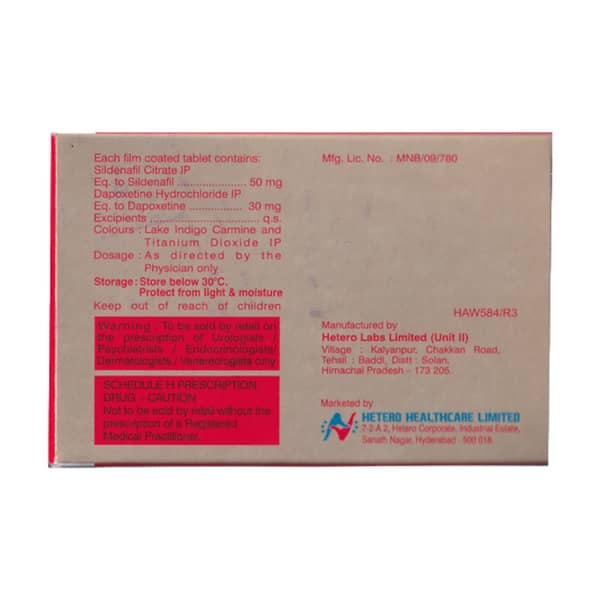 Each film coated tablet contains:
Sildenafil Citrate IP
Eq. to Sildenafil ..................... 50 mg
Dapoxetine Hydrochloride IP
Eq. to Dapoxetine .................. 30 mg
Excipients ................................. q.s.
Colours : Lake Indigo Carmine and
Titanium Dioxide IP
Dosage : As directed by the
Physician only
Storage : Store below 30°C,
Protect from light & moisture
Keep out of reach of children
Warning : To be sold by retail on
the prescription of Urologists /
Psychiatrists / Endocrinologists/
Dermatologists / Venereologists only
SCHEDULE H PRESCRIPTION
DRUG - CAUTION
Not to be sold by retail without the
prescription of a Registered
Medical Practitioner.
Mfg. Lic. No. : MNB/09/780
HAW584/R3
Manufactured by
Hetero Labs Limited (Unit II)
Village : Kalyanpur, Chakkan Road,
Tehsil : Baddi, Distt : Solan,
Himachal Pradesh - 173 205.
Marketed by
HETERO HEALTHCARE LIMITED
7-2-A 2, Hetero Corporate, Industrial Estate,
Sanath Nagar, Hyderabad - 500 018.